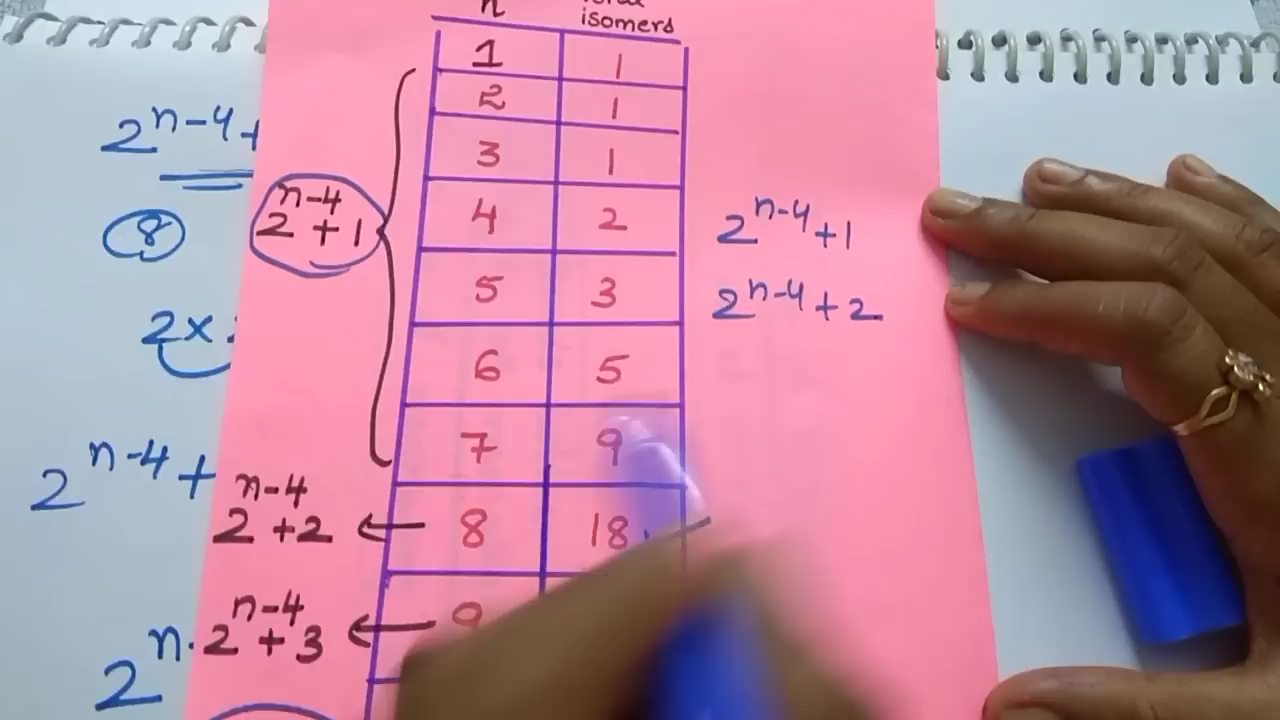 n
isomers
1 1
2 1
3 1
4 2
5 3
6 5
7 9
8 18
9
2^{n-4}+1
2^{n-4}+2
2^{n-4}+3
2^{n-4}+1
2^{n-4}+2
2^{n-4}+
8
2×
2^{n-4}+
2^{n.}